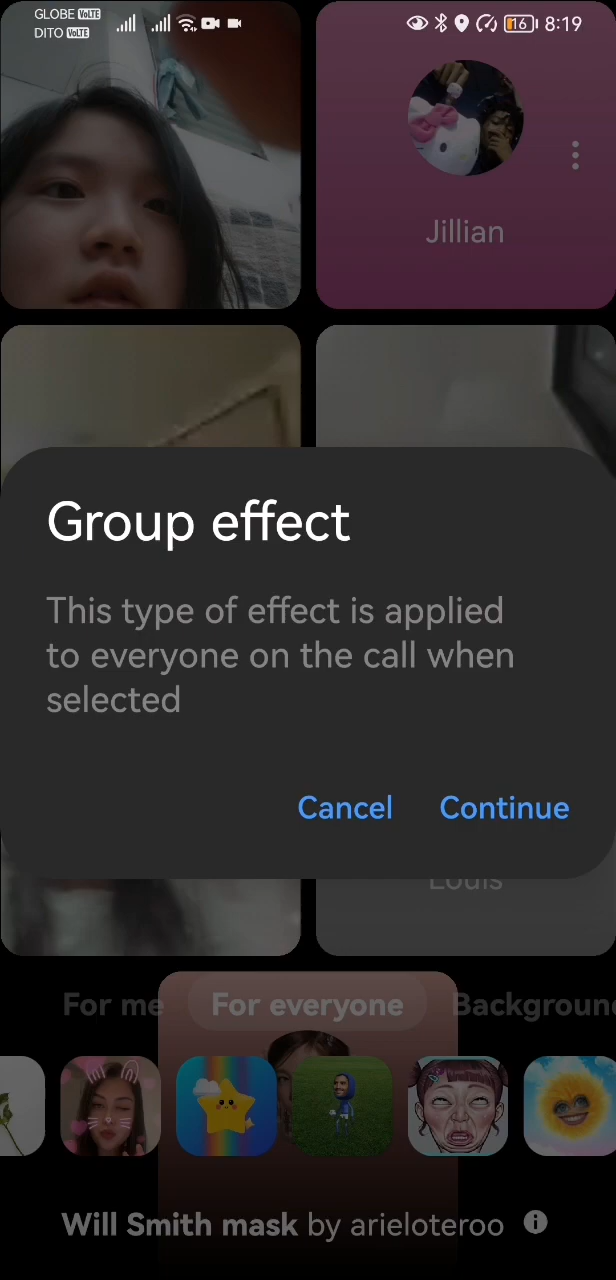 GLOBE VoLTE
DITO VoLTE
16 8:19
Jillian
Group effect
This type of effect is applied
to everyone on the call when
selected
Cancel Continue
Louis
For me For everyone Background
Will Smith mask by arieloteroo